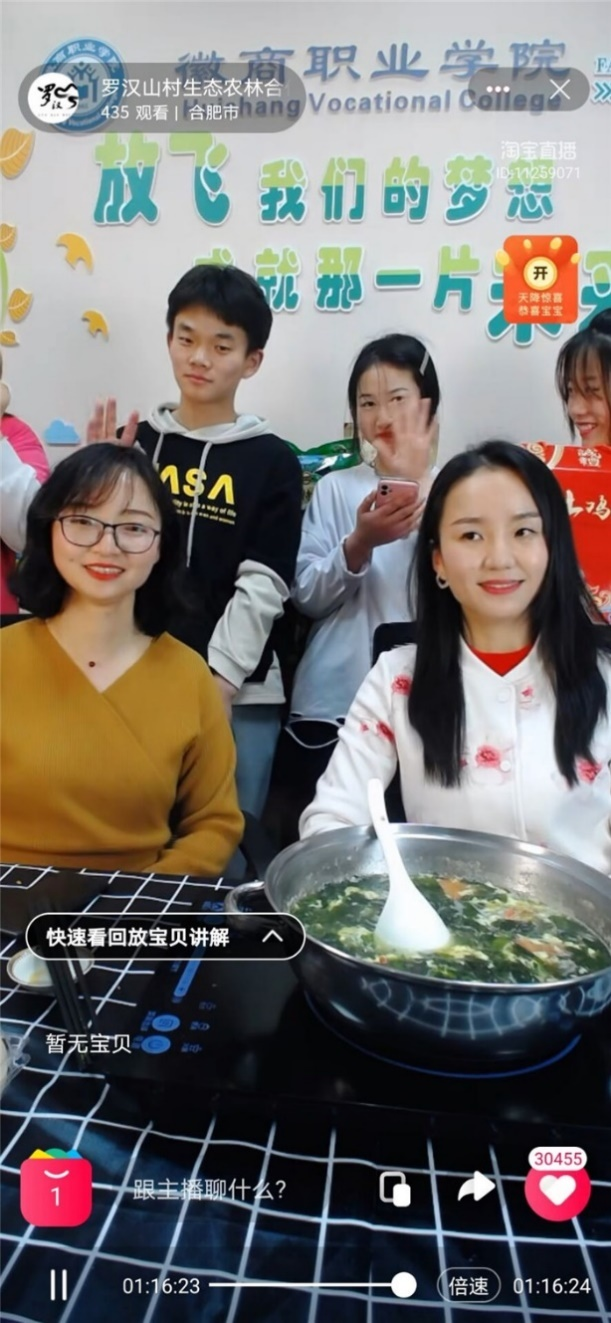 徽商职业学院
罗汉山村生态农林合
435 观看 | 合肥市
Huishang Vocational College
淘宝直播
ID:11259071
放飞我们的梦想
成就那一片未来
开
天降惊喜
恭喜宝宝
ASA
山鸡
快速看回放宝贝讲解
暂无宝贝
1
跟主播聊什么?
30455
01:16:23
倍速
01:16:24